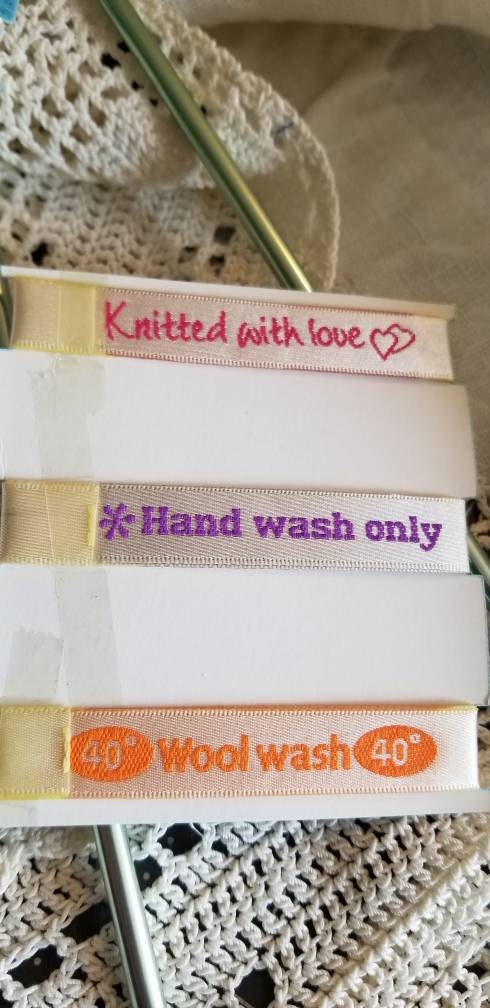 Knitted with love
*Hand wash only
40° Wool wash 40°